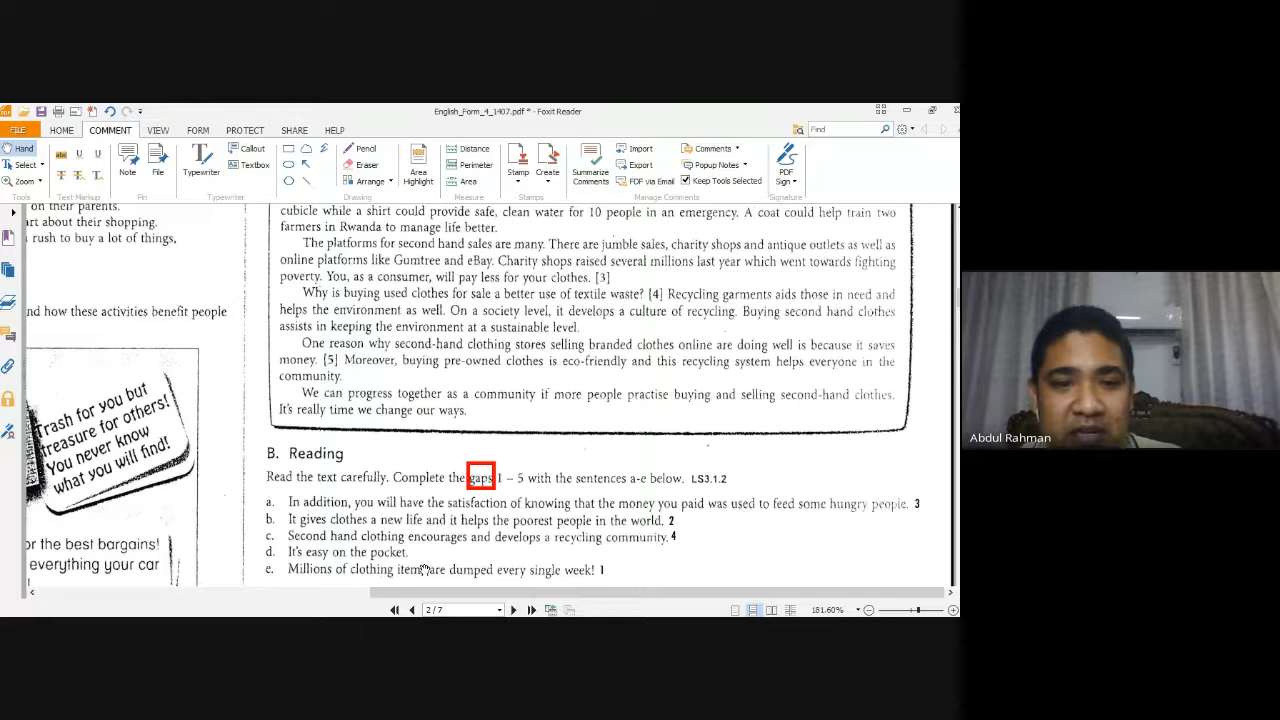 English_Form_4_1407.pdf * - Foxit Reader
FILE HOME COMMENT VIEW FORM PROTECT SHARE HELP
Find
Hand
Select
Zoom
Tools
Text Markup
Note
File
Pin
Typewriter
Callout
Textbox
Typewriter
Pencil
Eraser
Arrange
Drawing
Area Highlight
Distance
Perimeter
Area
Measure
Stamp
Create
Stamps
Summarize Comments
Import
Export
PDF via Email
Comments
Popup Notes
Keep Tools Selected
Manage Comments
PDF Sign
Signature
on their parents.
art about their shopping.
rush to buy a lot of things,
nd how these activities benefit people
Trash for you but
treasure for others!
You never know
what you will find!
or the best bargains!
everything your car
cubicle while a shirt could provide safe, clean water for 10 people in an emergency. A coat could help train two
farmers in Rwanda to manage life better.
The platforms for second hand sales are many. There are jumble sales, charity shops and antique outlets as well as
online platforms like Gumtree and eBay. Charity shops raised several millions last year which went towards fighting
poverty. You, as a consumer, will pay less for your clothes. [3]
Why is buying used clothes for sale a better use of textile waste? [4] Recycling garments aids those in need and
helps the environment as well. On a society level, it develops a culture of recycling. Buying second hand clothes
assists in keeping the environment at a sustainable level.
One reason why second-hand clothing stores selling branded clothes online are doing well is because it saves
money. [5] Moreover, buying pre-owned clothes is eco-friendly and this recycling system helps everyone in the
community.
We can progress together as a community if more people practise buying and selling second-hand clothes.
It's really time we change our ways.
B. Reading
Read the text carefully. Complete the gaps 1 – 5 with the sentences a-e below. LS3.1.2
a. In addition, you will have the satisfaction of knowing that the money you paid was used to feed some hungry people. 3
b. It gives clothes a new life and it helps the poorest people in the world. 2
c. Second hand clothing encourages and develops a recycling community. 4
d. It's easy on the pocket.
e. Millions of clothing items are dumped every single week! 1
2 / 7
181.60%
Abdul Rahman